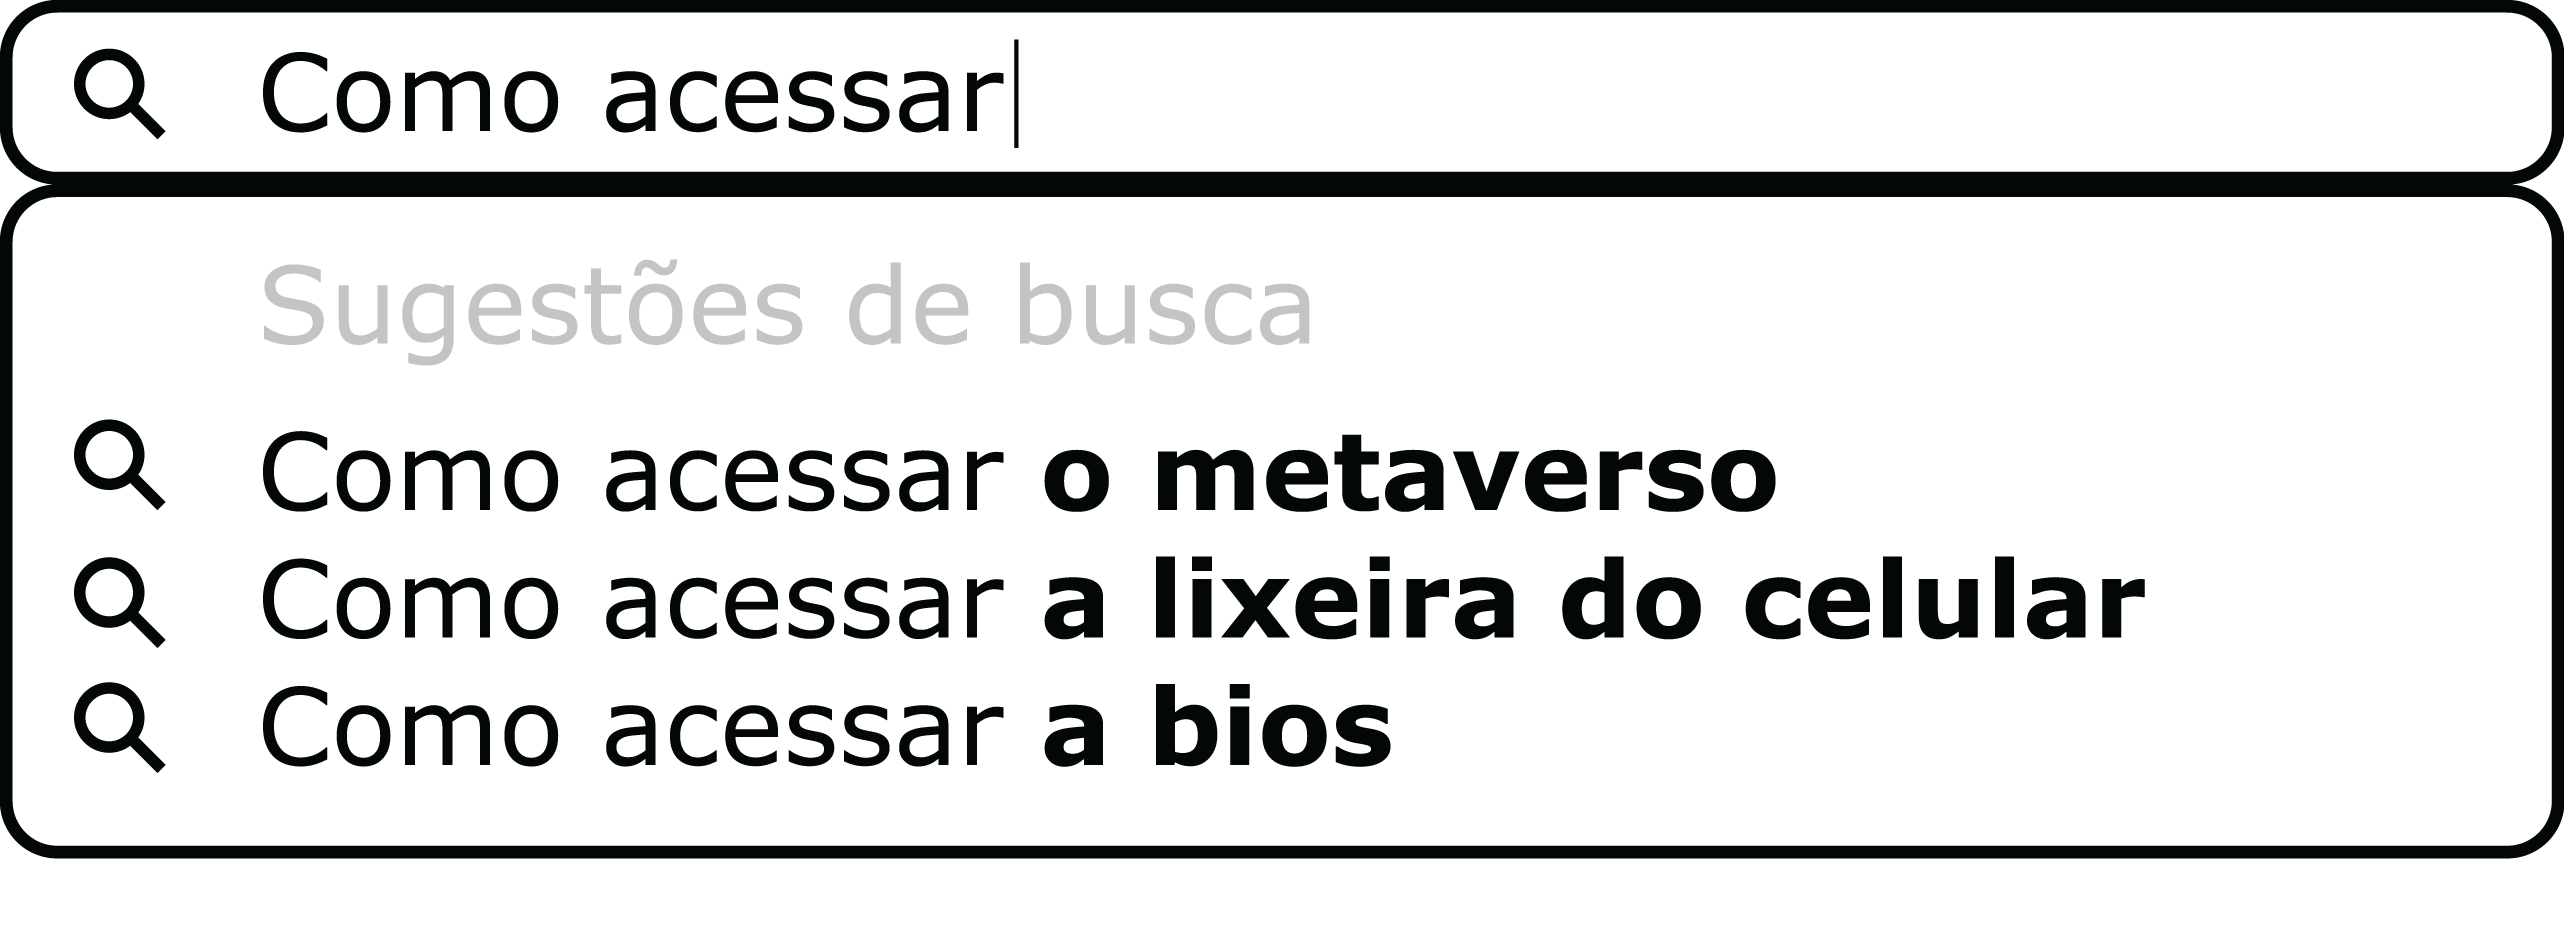 Como acessar
Sugestões de busca
Como acessar o metaverso
Como acessar a lixeira do celular
Como acessar a bios